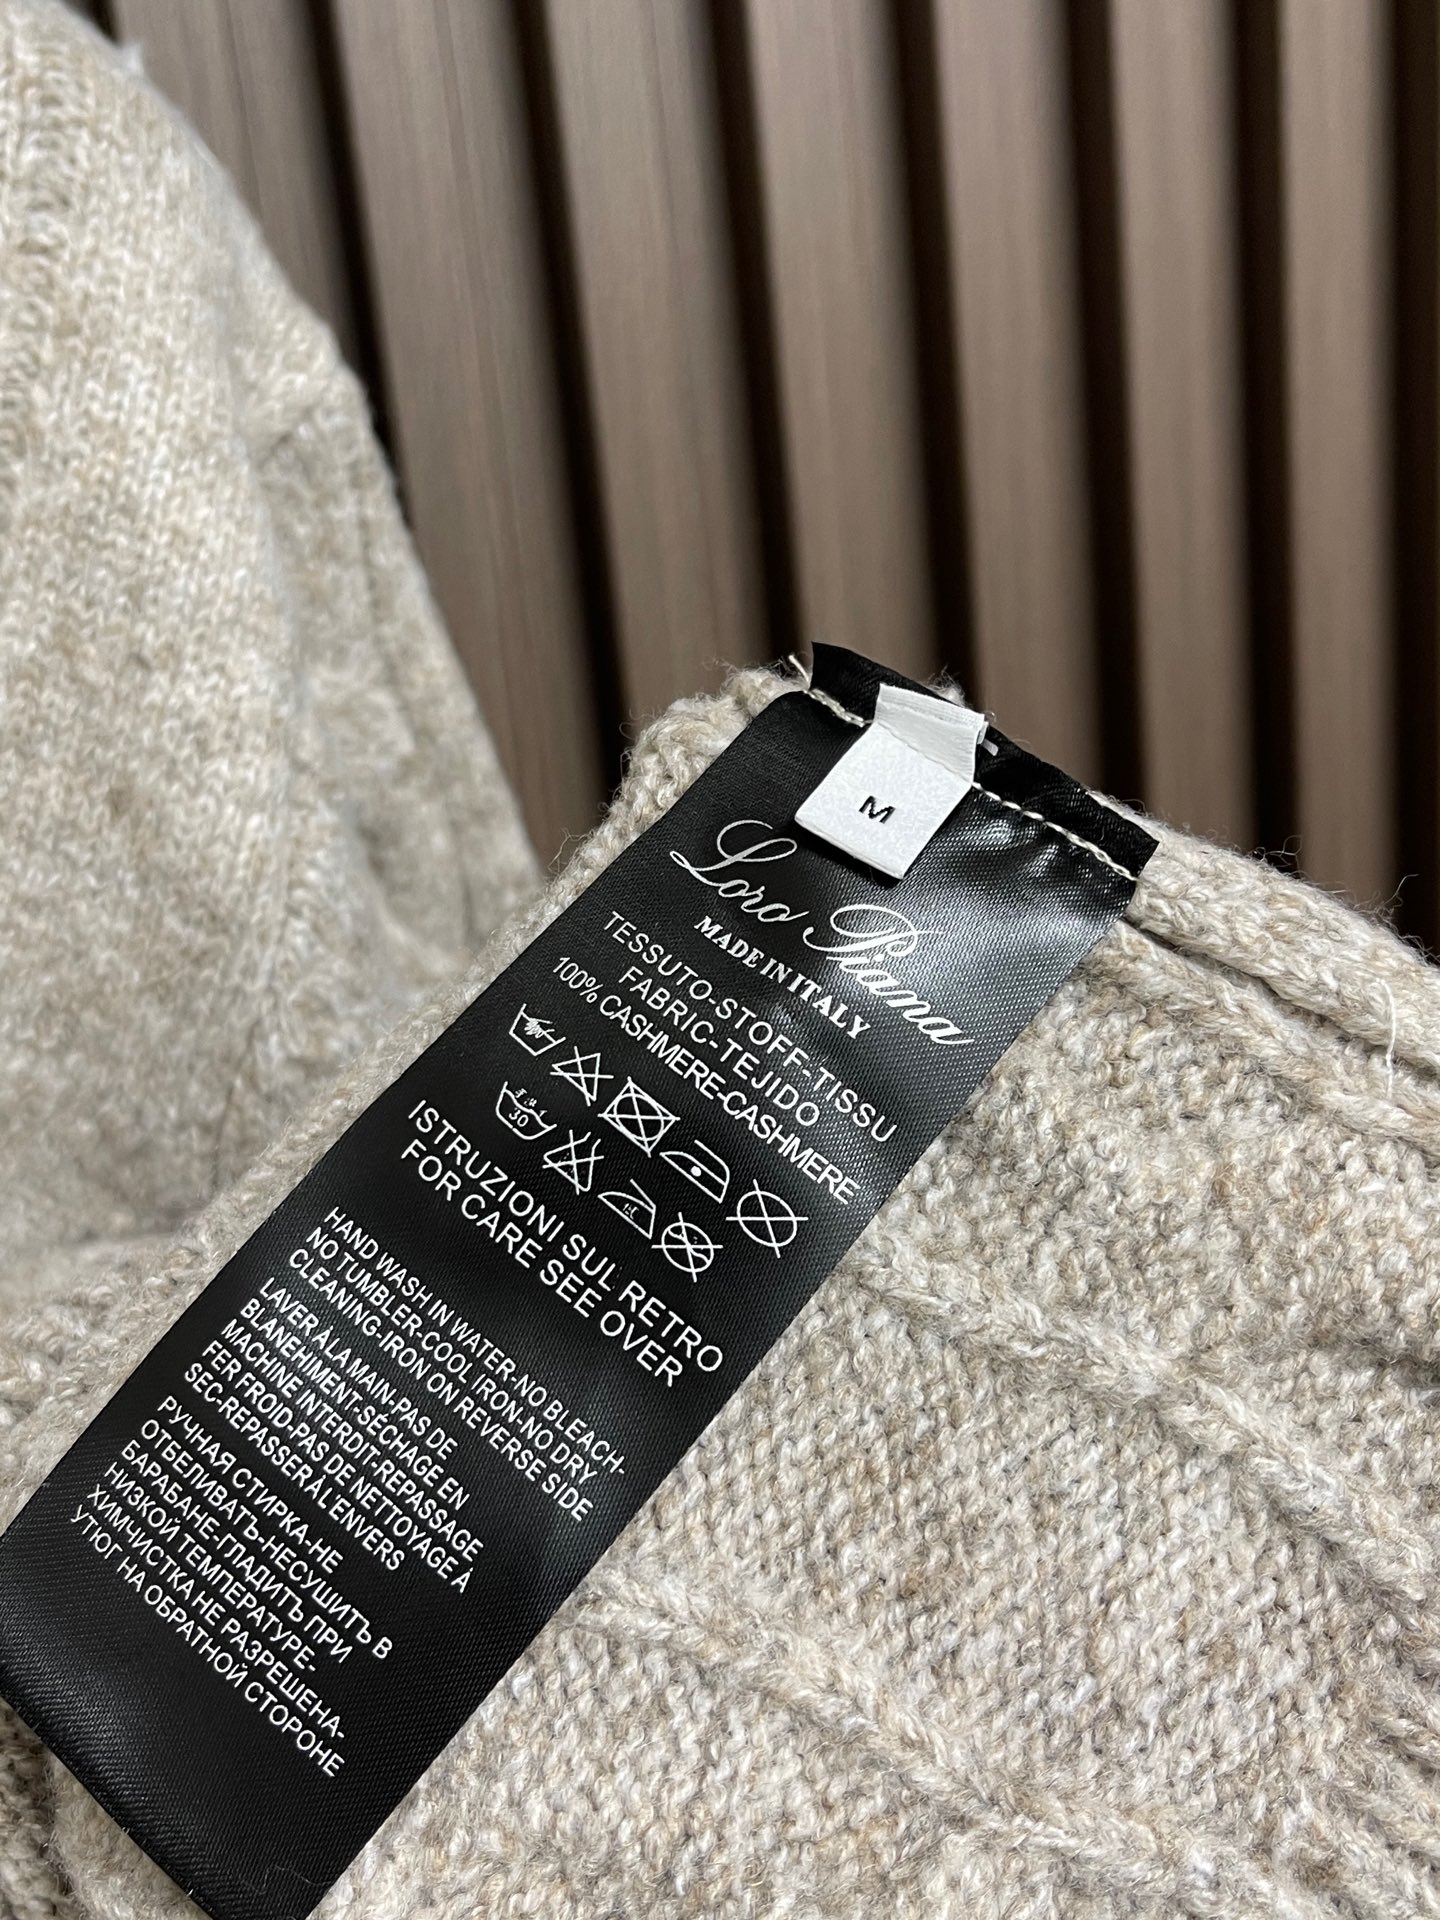 M
Loro Piana
MADE IN ITALY
TESSUTO-STOFF-TISSU
FABRIC-TEJIDO
100% CASHMERE-CASHMERE
30
ISTRUZIONI SUL RETRO
FOR CARE SEE OVER
HAND WASH IN WATER-NO BLEACH-
NO TUMBLER-COOL IRON-NO DRY
CLEANING-IRON ON REVERSE SIDE
LAVER À LA MAIN-PAS DE
BLANEHIMENT-SÉCHAGE EN
MACHINE INTERDIT-REPASSAGE
FER FROID-PAS DE NETTOYAGE À
SEC-REPASSER À L'ENVERS
РУЧНАЯ СТИРКА-НЕ
ОТБЕЛИВАТЬ-НЕСУШИТЬ В
БАРАБАНЕ-ГЛАДИТЬ ПРИ
НИЗКОЙ ТЕМПЕРАТУРЕ-
ХИМЧИСТКА НЕ РАЗРЕШЕНА-
УТЮГ НА ОБРАТНОЙ СТОРОНЕ